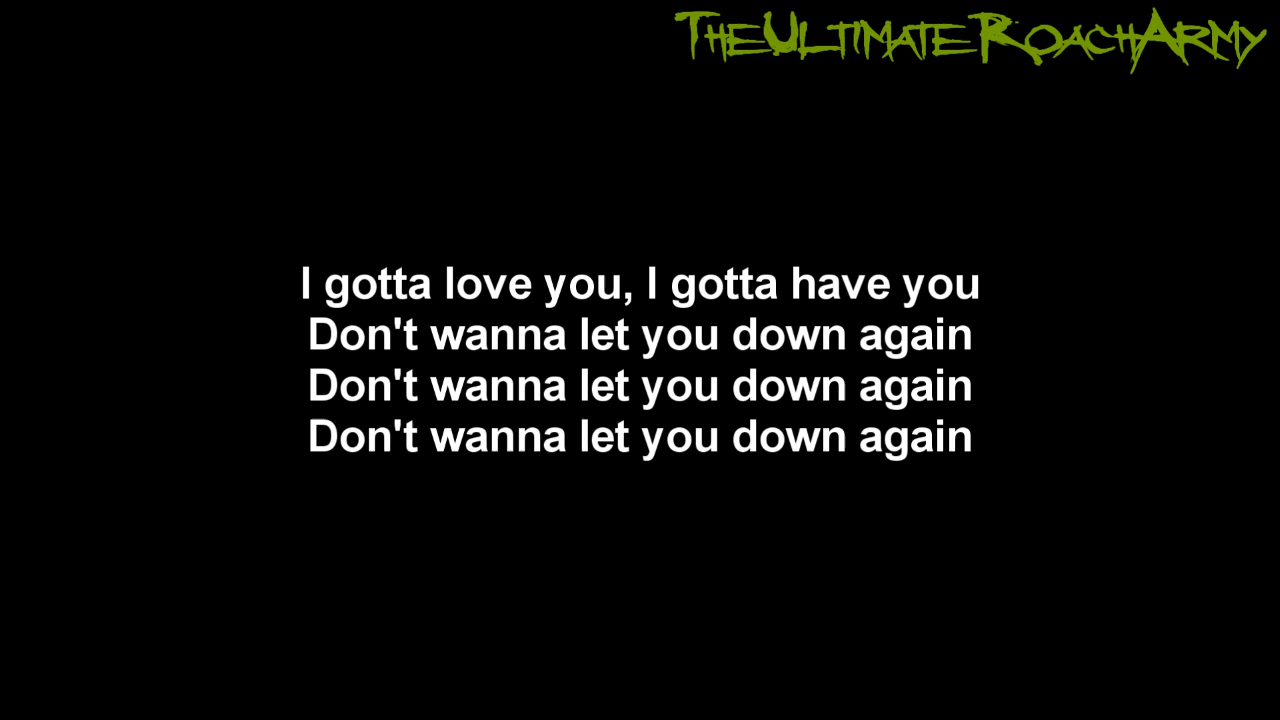 TheUltimateRoachArmy
I gotta love you, I gotta have you
Don't wanna let you down again
Don't wanna let you down again
Don't wanna let you down again